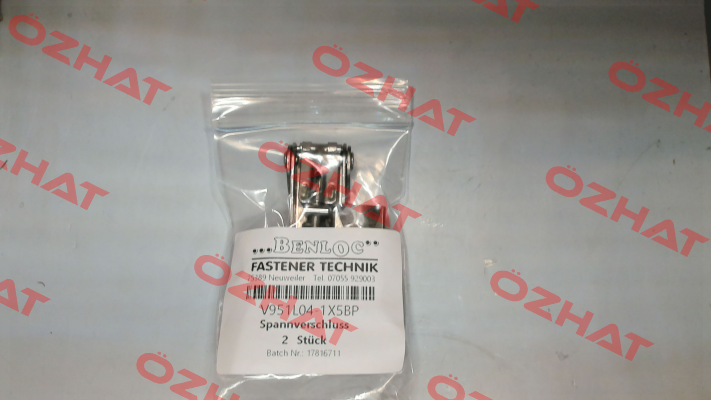 ...BENLOC...
FASTENER TECHNIK
75389 Neuweiler Tel. 07055 929003
V951L04-1X5BP
Spannverschluss
2 Stück
Batch Nr.: 17816711
ÖZHAT
ÖZHAT
ÖZHAT
ÖZHAT
ÖZHAT
ÖZHAT
ÖZHAT
ÖZHAT
ÖZHAT
ÖZHAT